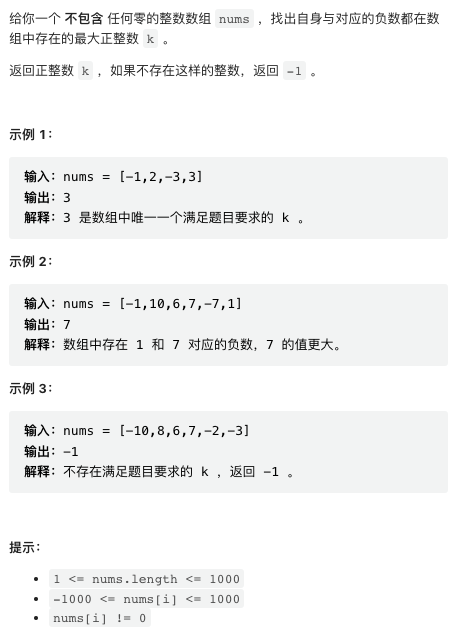 给你一个 不包含 任何零的整数数组 nums ，找出自身与对应的负数都在数
组中存在的最大正整数 k 。
返回正整数 k ，如果不存在这样的整数，返回 -1 。
示例 1：
输入：nums = [-1,2,-3,3]
输出：3
解释：3 是数组中唯一一个满足题目要求的 k 。
示例 2：
输入：nums = [-1,10,6,7,-7,1]
输出：7
解释：数组中存在 1 和 7 对应的负数，7 的值更大。
示例 3：
输入：nums = [-10,8,6,7,-2,-3]
输出：-1
解释：不存在满足题目要求的 k ，返回 -1 。
提示：
• 1 <= nums.length <= 1000
• -1000 <= nums[i] <= 1000
• nums[i] != 0